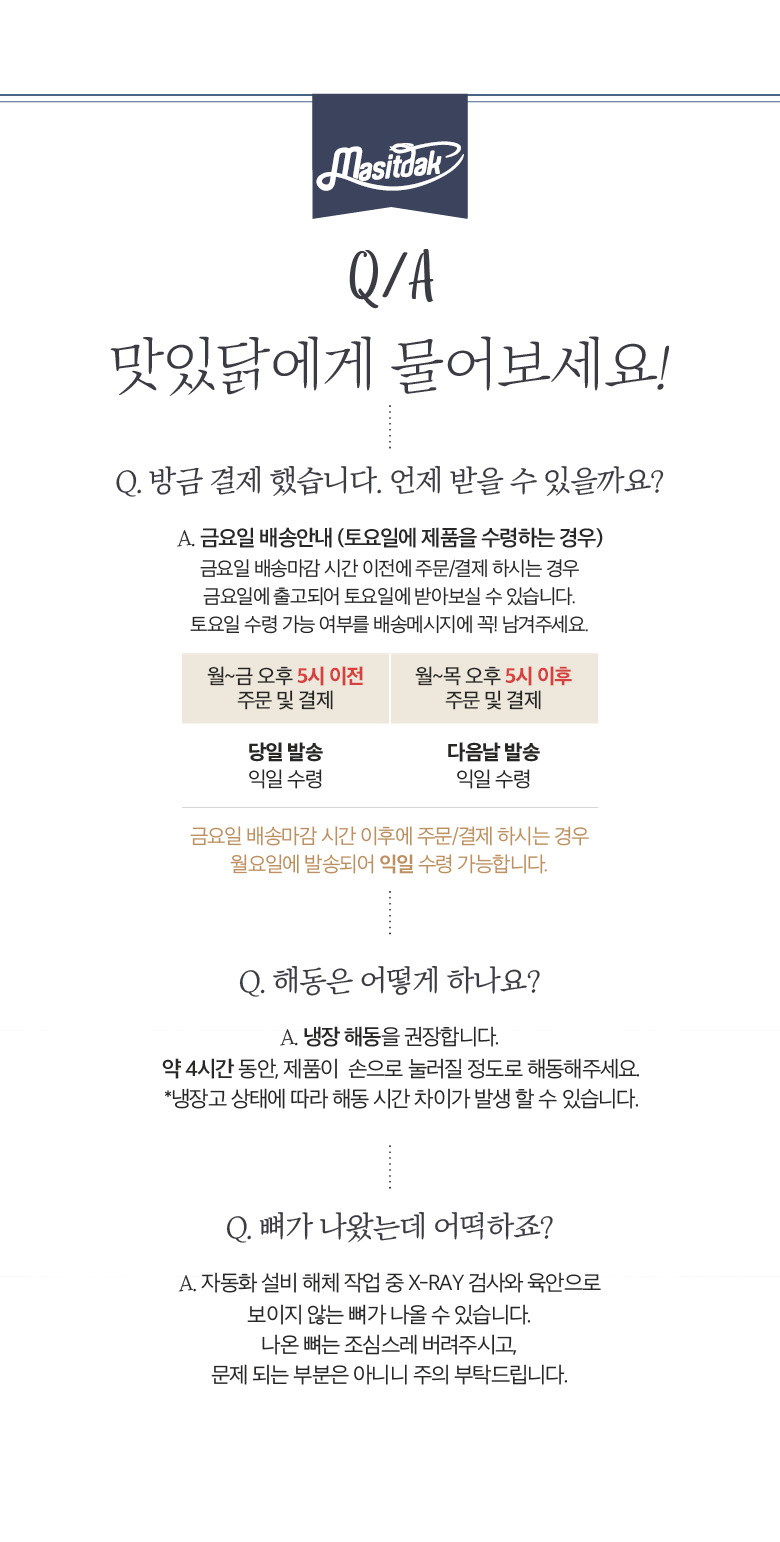 Masitdak
Q/A
맛있닭에게 물어보세요!
Q. 방금 결제 했습니다. 언제 받을 수 있을까요?
A. 금요일 배송안내 (토요일에 제품을 수령하는 경우)
금요일 배송마감 시간 이전에 주문/결제 하시는 경우
금요일에 출고되어 토요일에 받아보실 수 있습니다.
토요일 수령 가능 여부를 배송메시지에 꼭! 남겨주세요.
월~금 오후 5시 이전
주문 및 결제
월~목 오후 5시 이후
주문 및 결제
당일 발송
익일 수령
다음날 발송
익일 수령
금요일 배송마감 시간 이후에 주문/결제 하시는 경우
월요일에 발송되어 익일 수령 가능합니다.
Q. 해동은 어떻게 하나요?
A. 냉장 해동을 권장합니다.
약 4시간 동안, 제품이 손으로 눌러질 정도로 해동해주세요.
*냉장고 상태에 따라 해동 시간 차이가 발생 할 수 있습니다.
Q. 뼈가 나왔는데 어떡하죠?
A. 자동화 설비 해체 작업 중 X-RAY 검사와 육안으로
보이지 않는 뼈가 나올 수 있습니다.
나온 뼈는 조심스레 버려주시고,
문제 되는 부분은 아니니 주의 부탁드립니다.